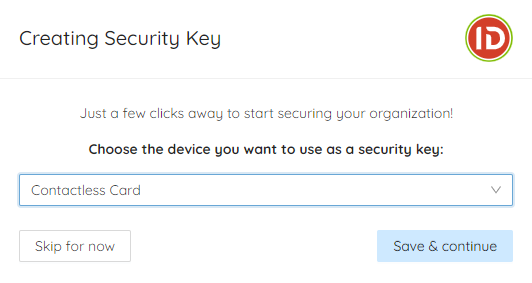 Creating Security Key
ID
Just a few clicks away to start securing your organization!
Choose the device you want to use as a security key:
Contactless Card
Skip for now
Save & continue